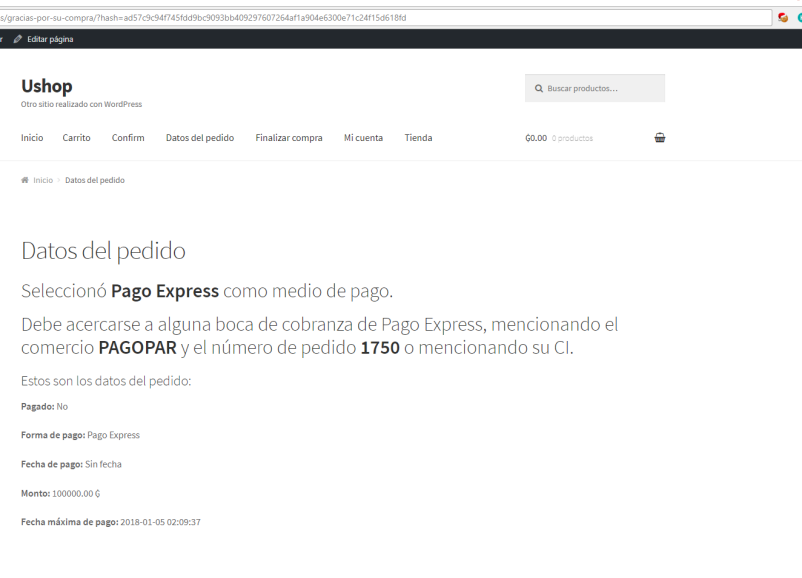 s/gracias-por-su-compra/?hash=ad57c9c94f745fdd9bc9093bb409297607264af1a904e6300e71c24f15d618fd
r Editar página
Ushop
Otro sitio realizado con WordPress
Buscar productos…
Inicio Carrito Confirm Datos del pedido Finalizar compra Mi cuenta Tienda
₲0.00 0 productos
Inicio Datos del pedido
Datos del pedido
Seleccionó Pago Express como medio de pago.
Debe acercarse a alguna boca de cobranza de Pago Express, mencionando el
comercio PAGOPAR y el número de pedido 1750 o mencionando su CI.
Estos son los datos del pedido:
Pagado: No
Forma de pago: Pago Express
Fecha de pago: Sin fecha
Monto: 100000.00 ₲
Fecha máxima de pago: 2018-01-05 02:09:37